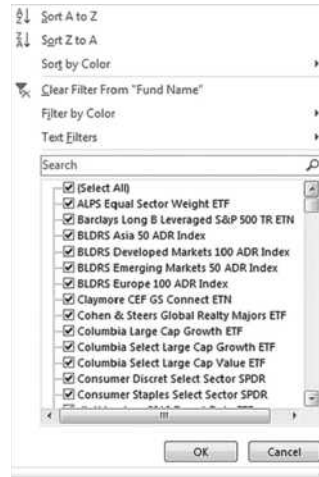 Sort A to Z
Sort Z to A
Sort by Color
Clear Filter From "Fund Name"
Filter by Color
Text Filters
Search
(Select All)
ALPS Equal Sector Weight ETF
Barclays Long B Leveraged S&P 500 TR ETN
BLDRS Asia 50 ADR Index
BLDRS Developed Markets 100 ADR Index
BLDRS Emerging Markets 50 ADR Index
BLDRS Europe 100 ADR Index
Claymore CEF GS Connect ETN
Cohen & Steers Global Realty Majors ETF
Columbia Large Cap Growth ETF
Columbia Select Large Cap Growth ETF
Columbia Select Large Cap Value ETF
Consumer Discret Select Sector SPDR
Consumer Staples Select Sector SPDR
OK Cancel